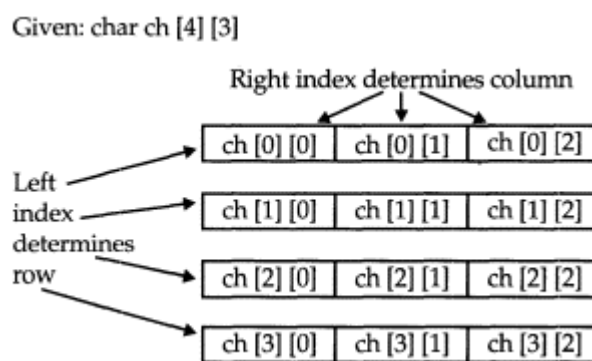 Given: char ch [4] [3]
Right index determines column
ch [0] [0] ch [0] [1] ch [0] [2]
Left
ch [1] [0] ch [1] [1] ch [1] [2]
index
determines
ch [2] [0] ch [2] [1] ch [2] [2]
row
ch [3] [0] ch [3] [1] ch [3] [2]